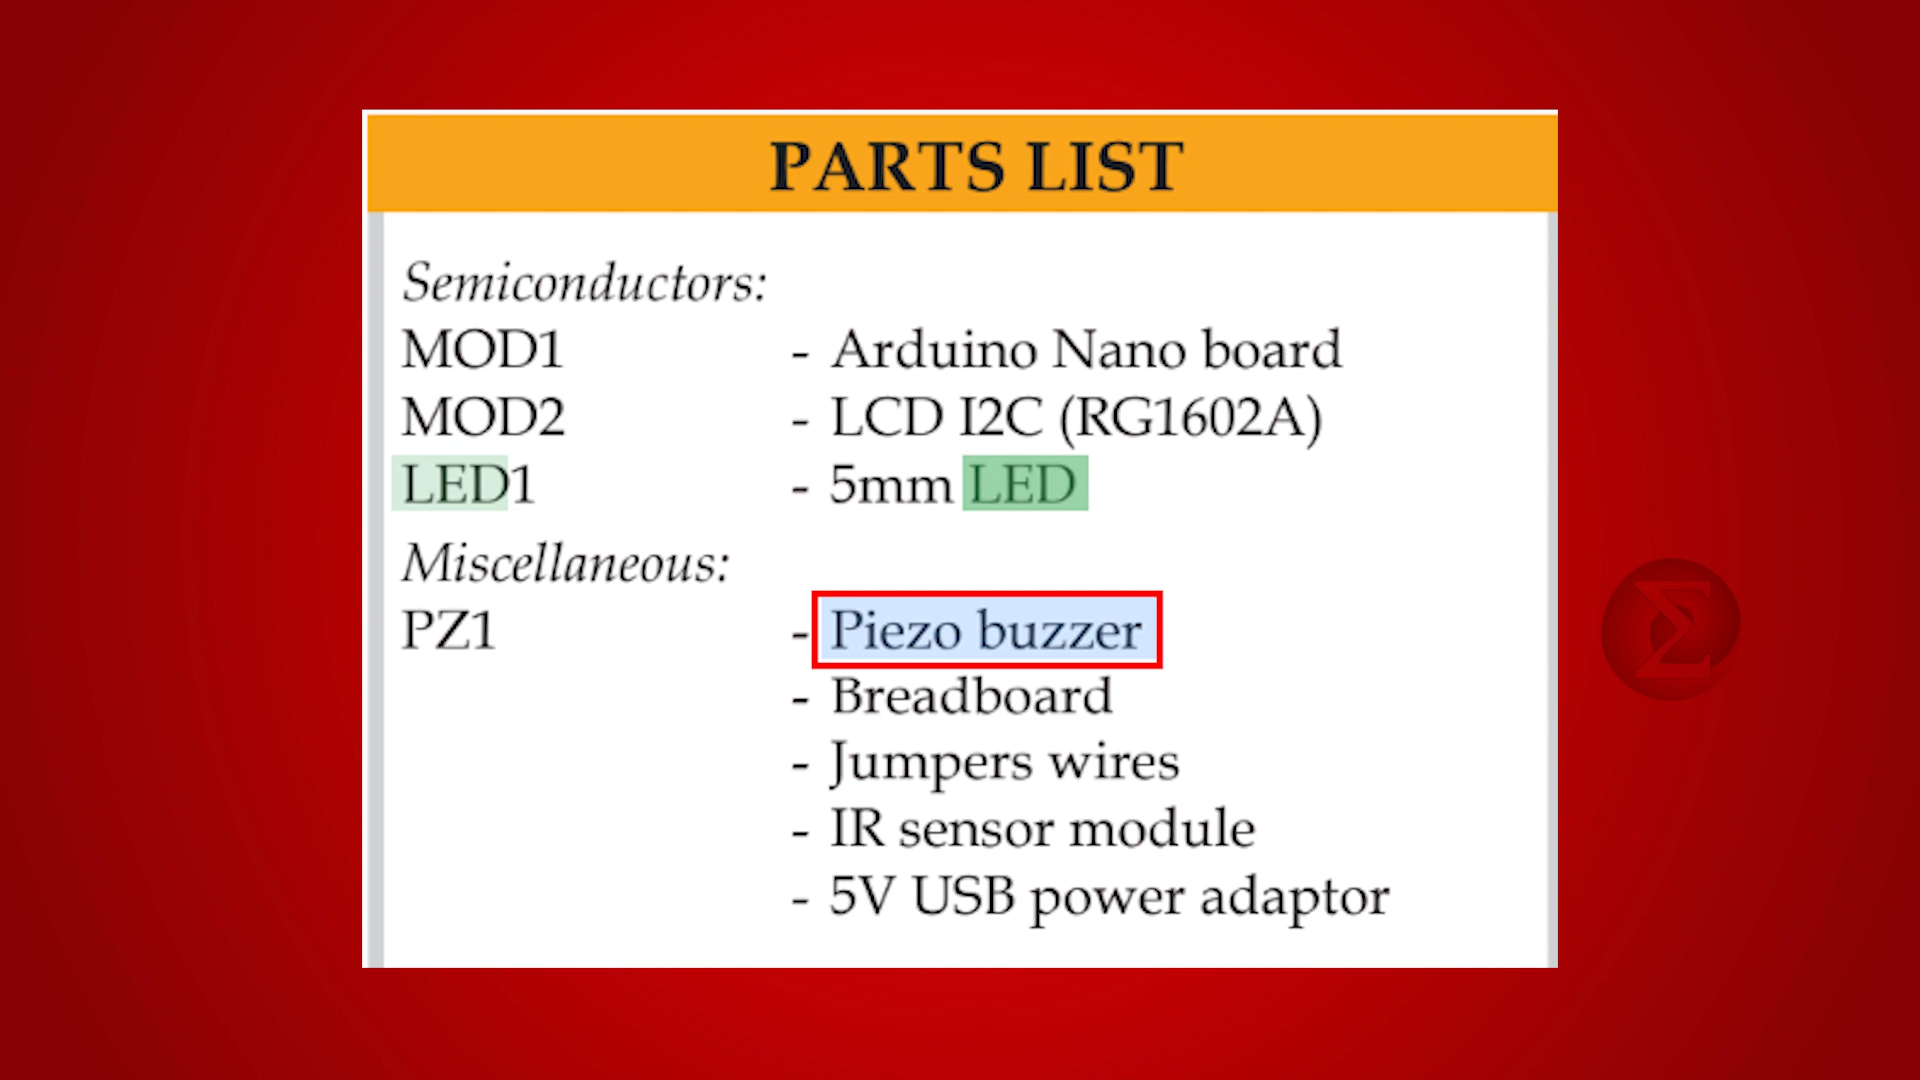 PARTS LIST
Semiconductors:
MOD1 - Arduino Nano board
MOD2 - LCD I2C (RG1602A)
LED1 - 5mm LED
Miscellaneous:
PZ1 - Piezo buzzer
- Breadboard
- Jumpers wires
- IR sensor module
- 5V USB power adaptor
Σ